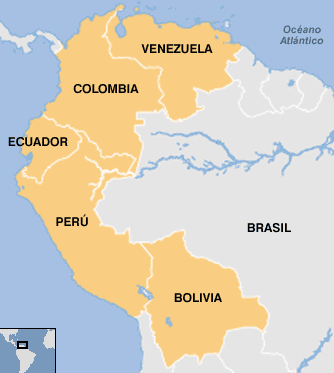 Océano
Atlántico
VENEZUELA
COLOMBIA
ECUADOR
PERÚ
BRASIL
BOLIVIA